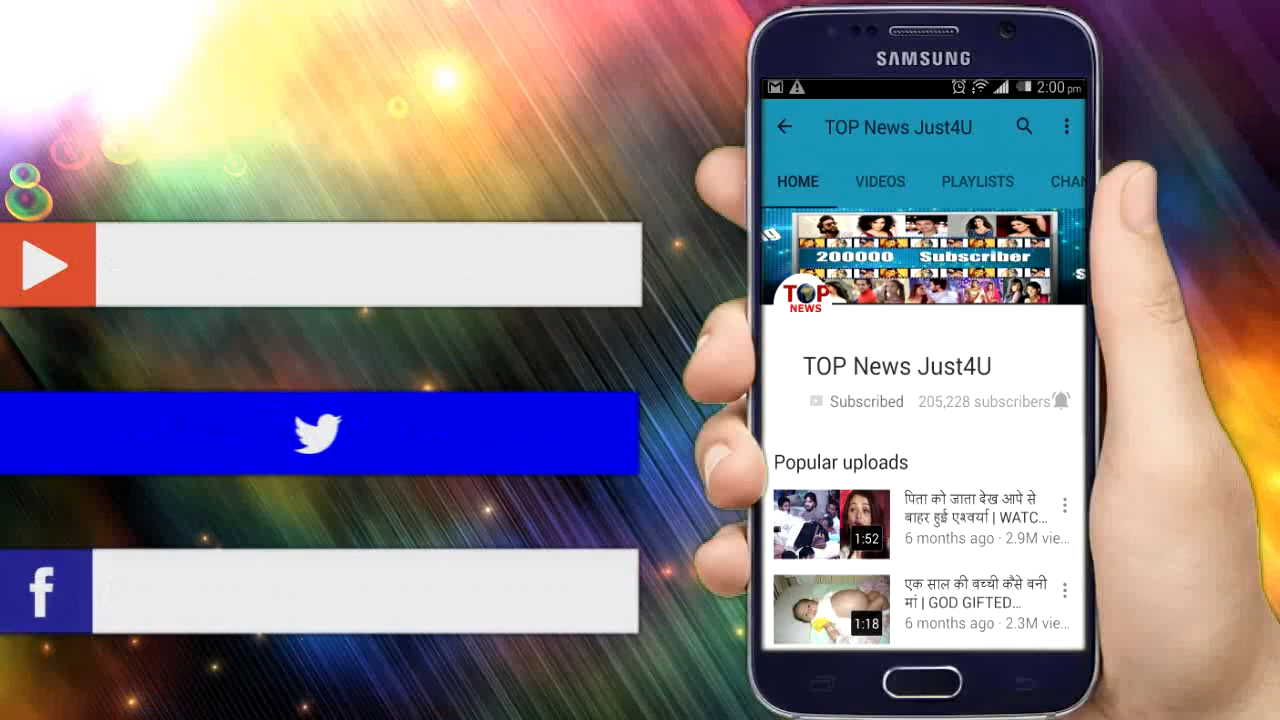 SAMSUNG
2:00 pm
TOP News Just4U
HOME VIDEOS PLAYLISTS CHAN
200000 Subscriber
TOP
NEWS
TOP News Just4U
Subscribed 205,228 subscribers
Popular uploads
पिता को जाता देख आपे से
बाहर हुई एश्वर्या | WATC...
1:52
6 months ago · 2.9M vie...
एक साल की बच्ची कैसे बनी
मां | GOD GIFTED...
1:18
6 months ago · 2.3M vie...